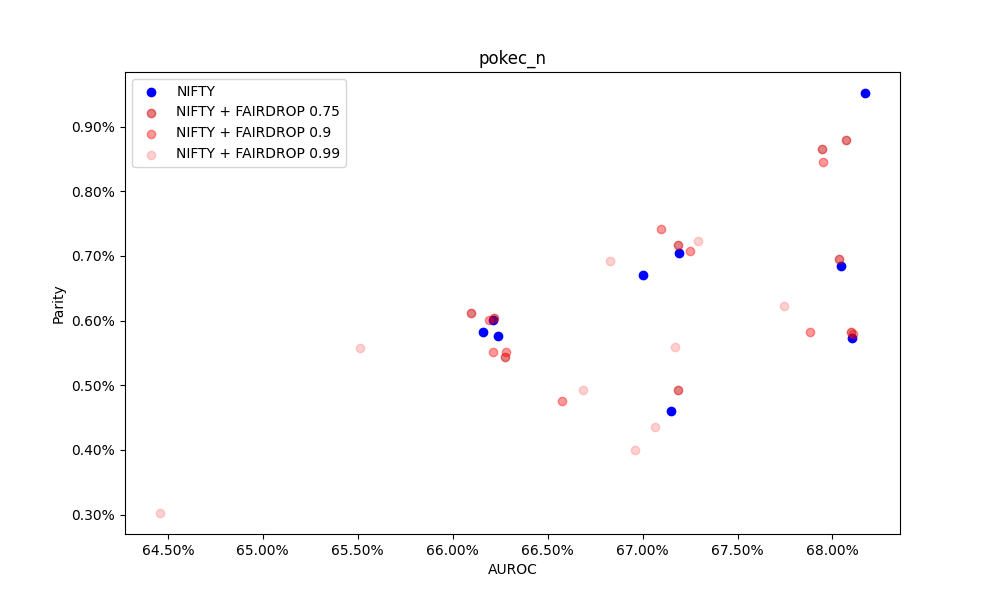 pokec_n
NIFTY
NIFTY + FAIRDROP 0.75
NIFTY + FAIRDROP 0.9
NIFTY + FAIRDROP 0.99
Parity
0.90%
0.80%
0.70%
0.60%
0.50%
0.40%
0.30%
64.50% 65.00% 65.50% 66.00% 66.50% 67.00% 67.50% 68.00%
AUROC